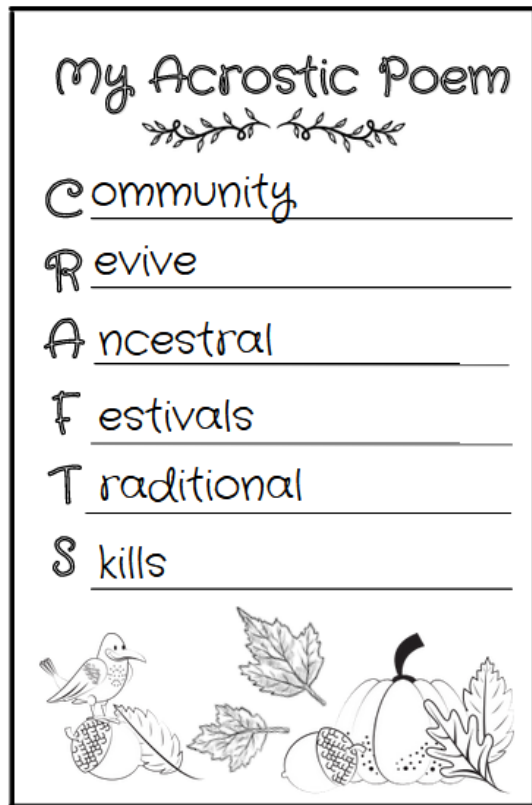 My Acrostic Poem
Community
Revive
Ancestral
Festivals
Traditional
Skills